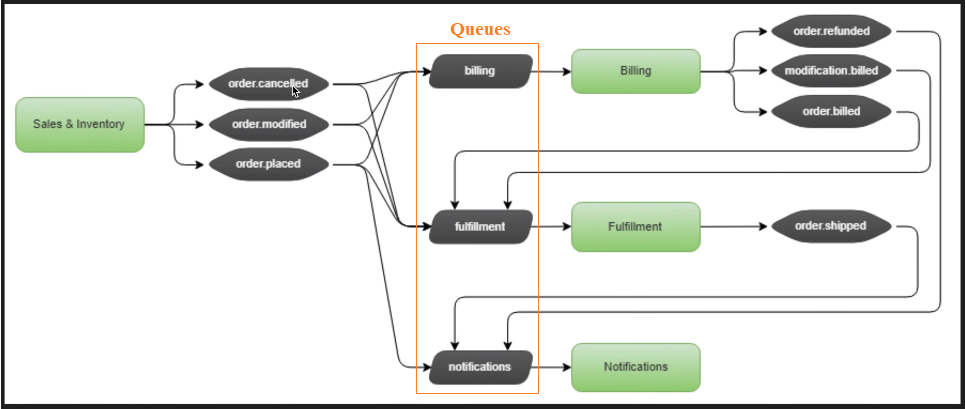 Queues
order.refunded
order.cancelled
billing
Billing
modification.billed
Sales & Inventory
order.modified
order.billed
order.placed
fulfillment
Fulfillment
order.shipped
notifications
Notifications